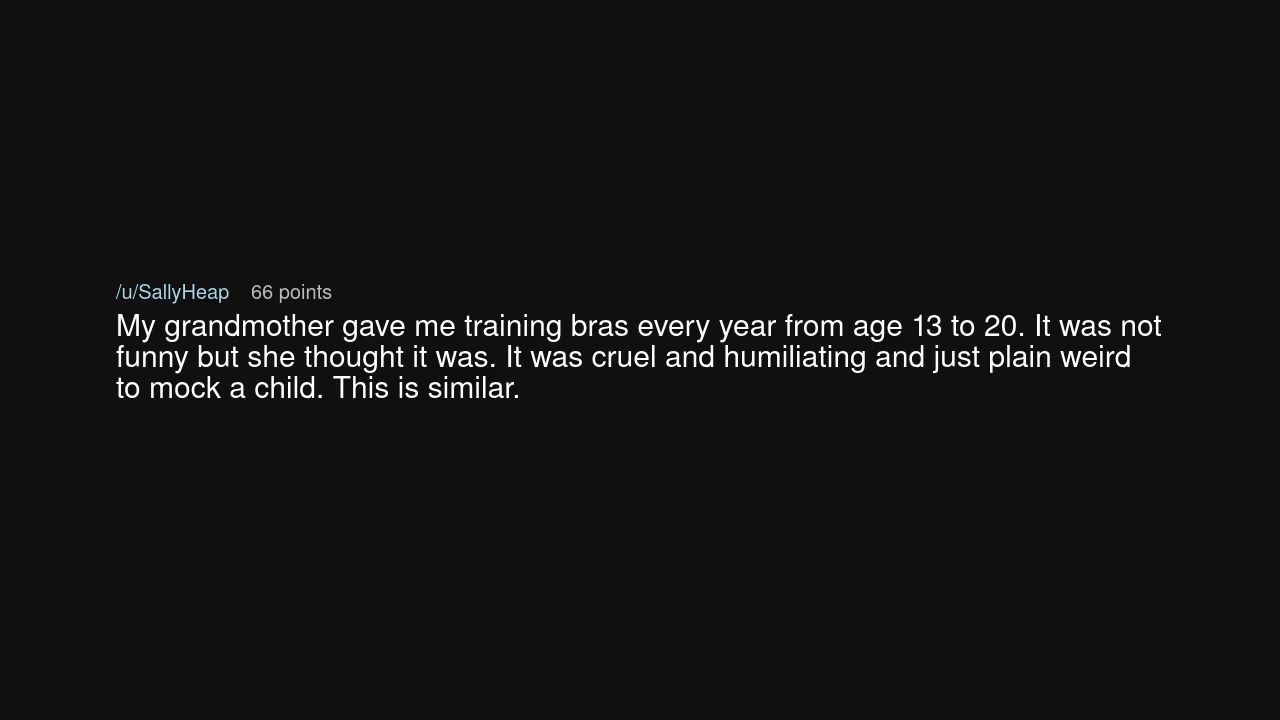 /u/SallyHeap 66 points
My grandmother gave me training bras every year from age 13 to 20. It was not
funny but she thought it was. It was cruel and humiliating and just plain weird
to mock a child. This is similar.